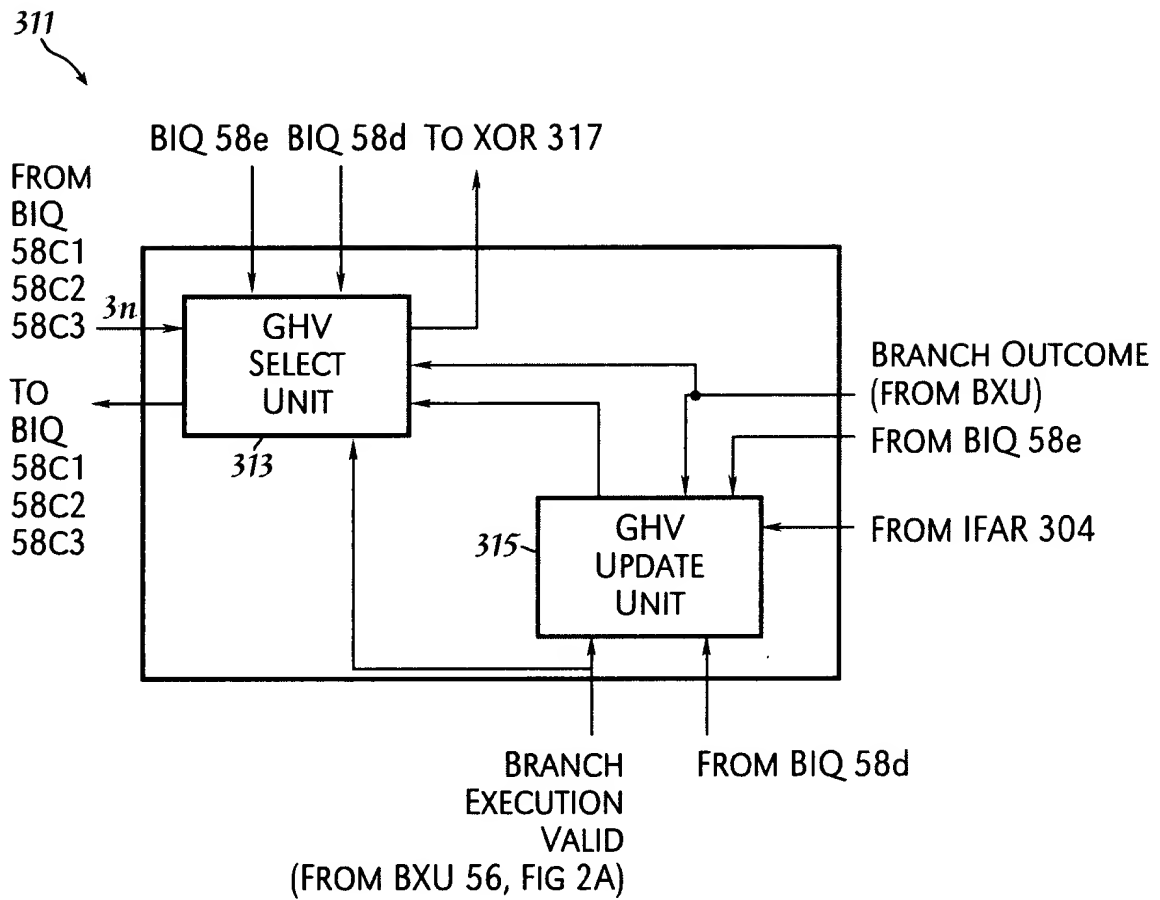 311
BIQ 58e BIQ 58d TO XOR 317
FROM
BIQ
58C1
58C2
58C3
3n
TO
BIQ
58C1
58C2
58C3
GHV
SELECT
UNIT
313
BRANCH OUTCOME
(FROM BXU)
FROM BIQ 58e
FROM IFAR 304
315
GHV
UPDATE
UNIT
BRANCH
EXECUTION
VALID
(FROM BXU 56, FIG 2A)
FROM BIQ 58d